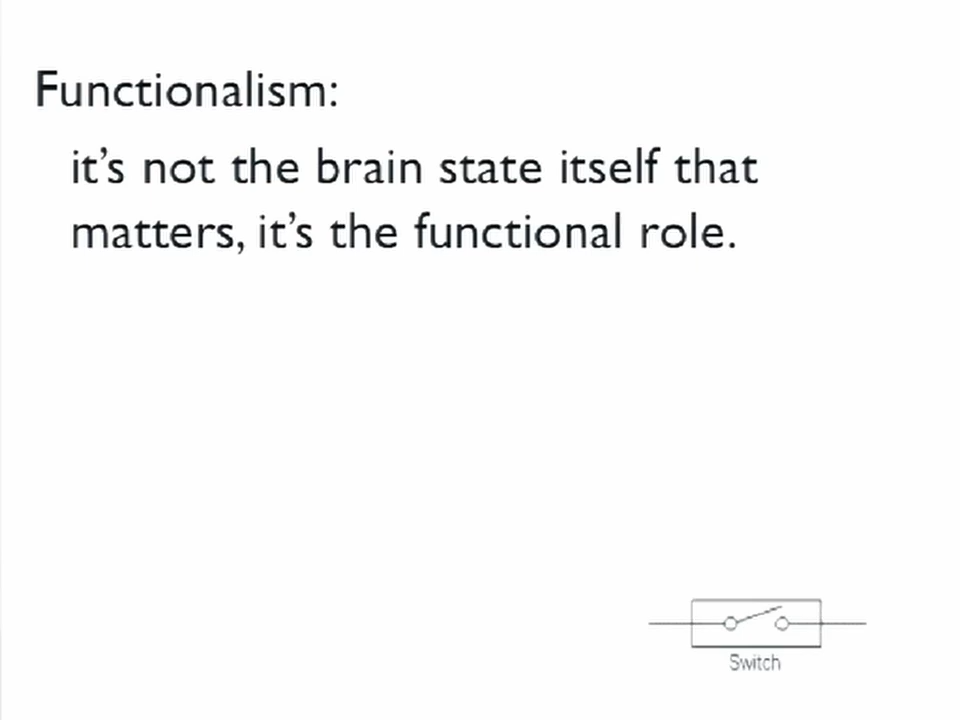 Functionalism:
it's not the brain state itself that
matters, it's the functional role.
Switch